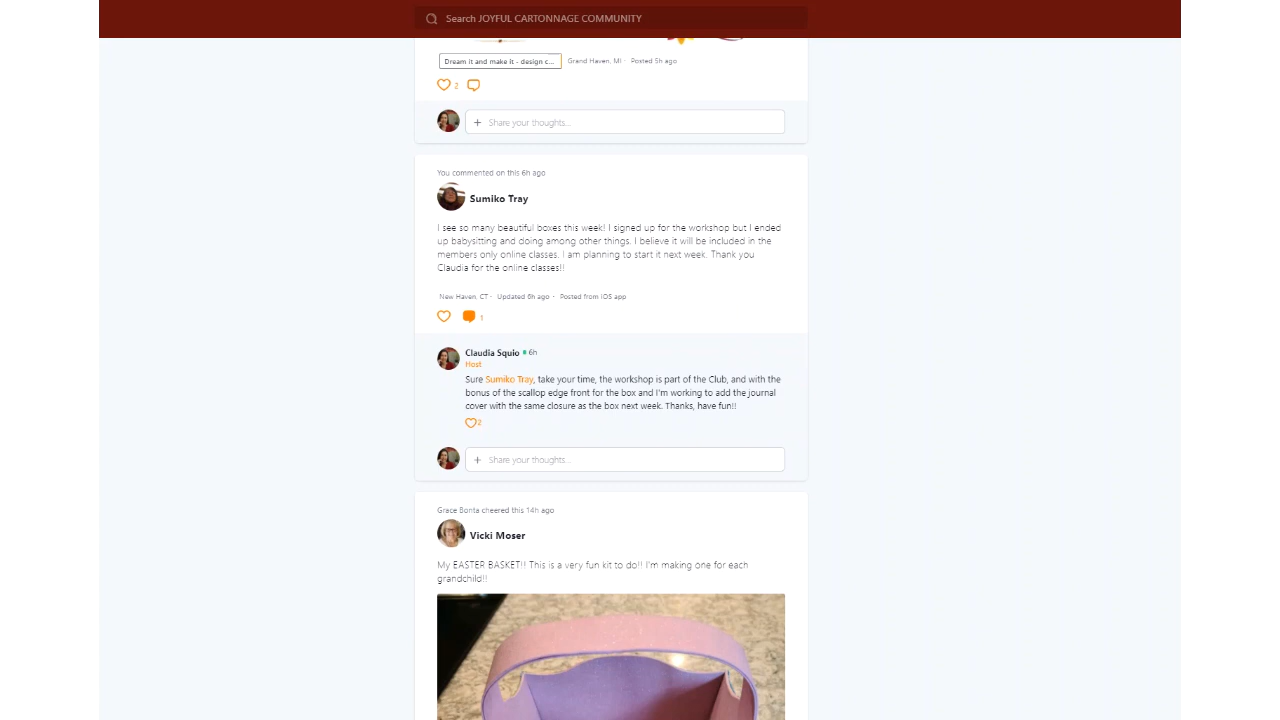 Search JOYFUL CARTONNAGE COMMUNITY
Dream it and make it - design c... Grand Haven, MI · Posted 5h ago
2
Share your thoughts...
You commented on this 6h ago
Sumiko Tray
I see so many beautiful boxes this week! I signed up for the workshop but I ended
up babysitting and doing among other things. I believe it will be included in the
members only online classes. I am planning to start it next week. Thank you
Claudia for the online classes!!
New Haven, CT · Updated 6h ago · Posted from iOS app
1
Claudia Squio 6h
Host
Sure Sumiko Tray, take your time, the workshop is part of the Club, and with the
bonus of the scallop edge front for the box and I'm working to add the journal
cover with the same closure as the box next week. Thanks, have fun!!
2
Share your thoughts...
Grace Bonta cheered this 14h ago
Vicki Moser
My EASTER BASKET!! This is a very fun kit to do!! I'm making one for each
grandchild!!